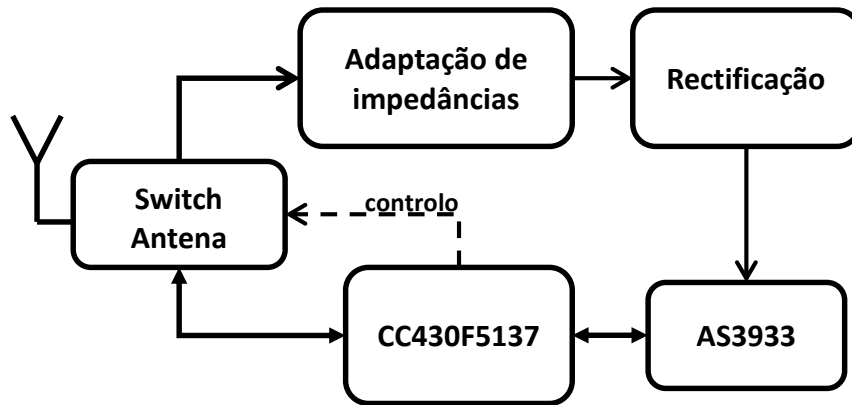 Adaptação de
impedâncias
Rectificação
Switch
Antena
controlo
CC430F5137
AS3933